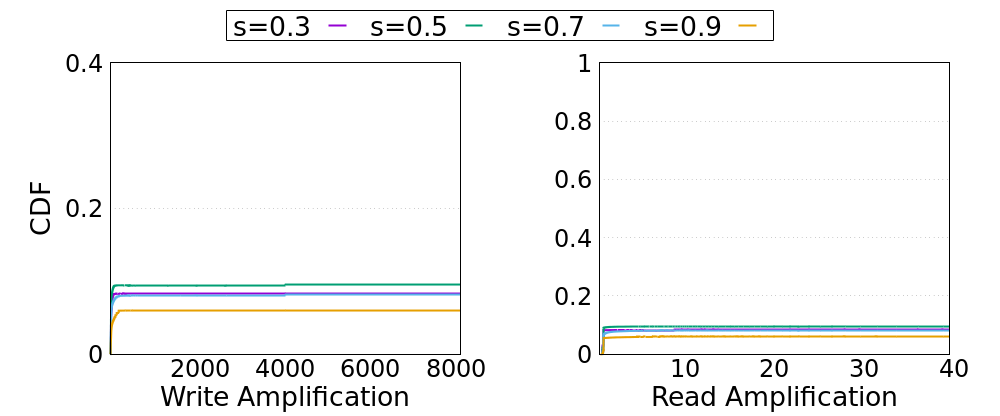 s=0.3 s=0.5 s=0.7 s=0.9
CDF
0.4
0.2
0
2000 4000 6000 8000
Write Amplification
1
0.8
0.6
0.4
0.2
0
10 20 30 40
Read Amplification